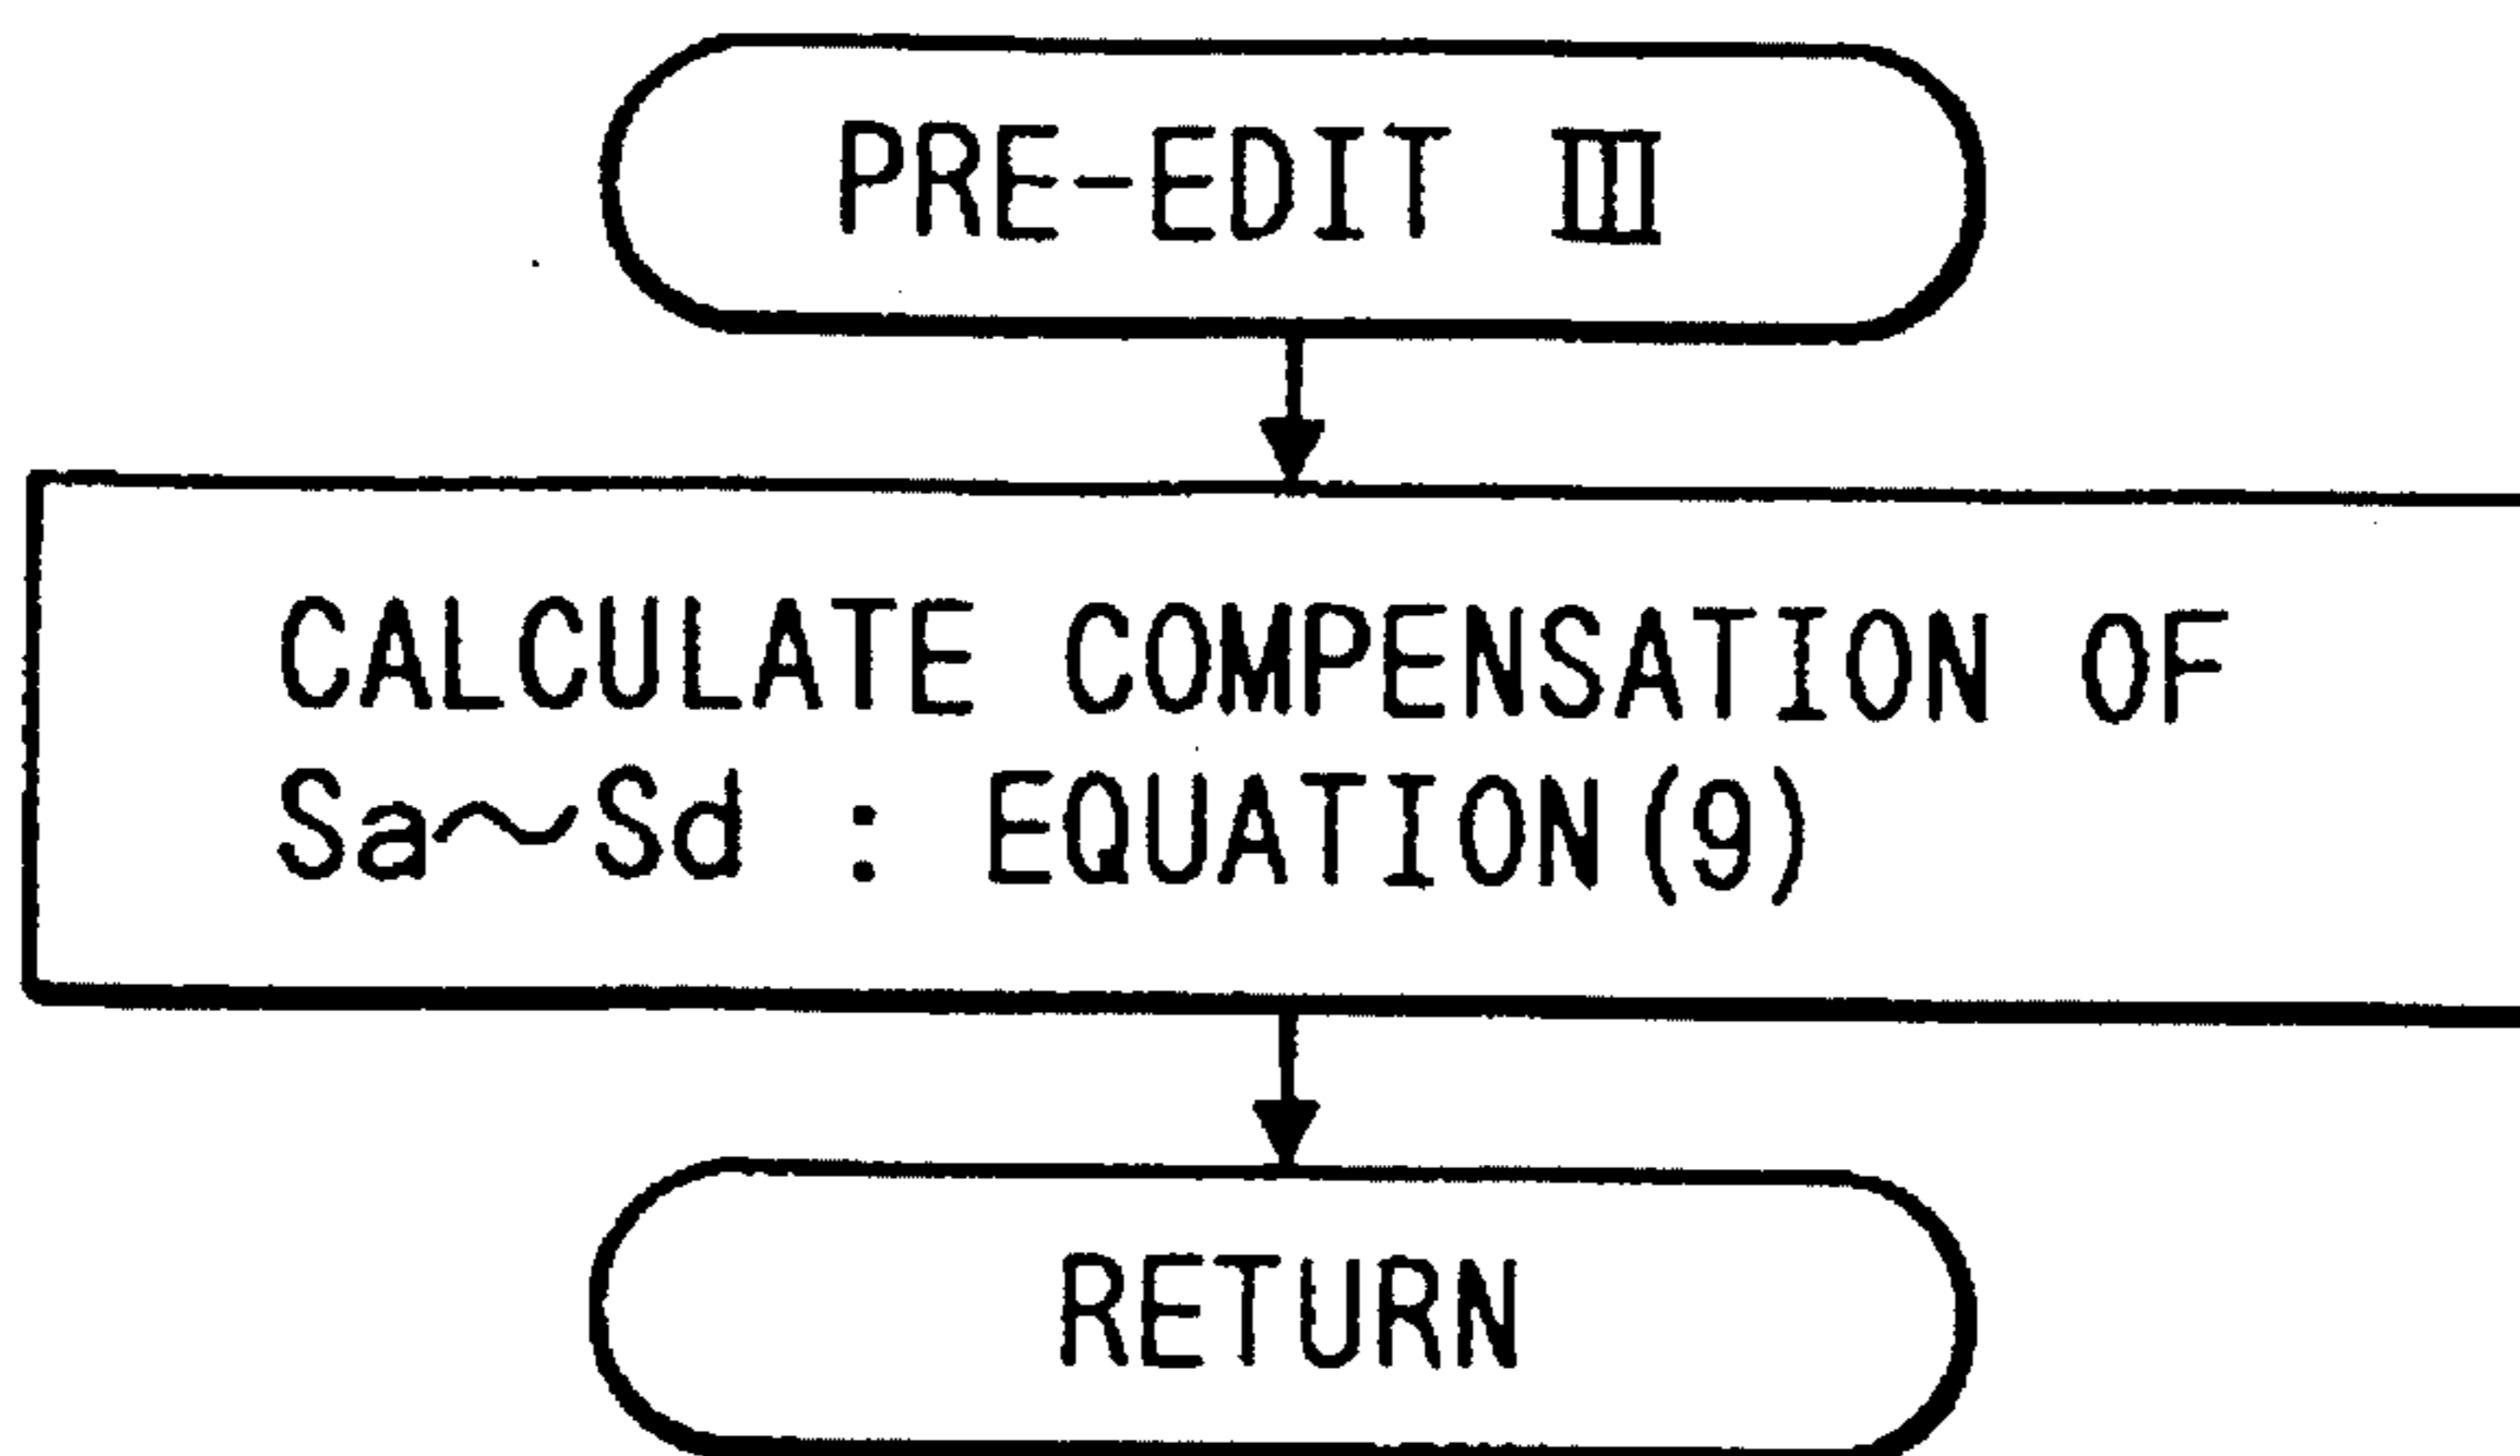 PRE-EDIT III
CALCULATE COMPENSATION OF
Sa~Sd : EQUATION(9)
RETURN